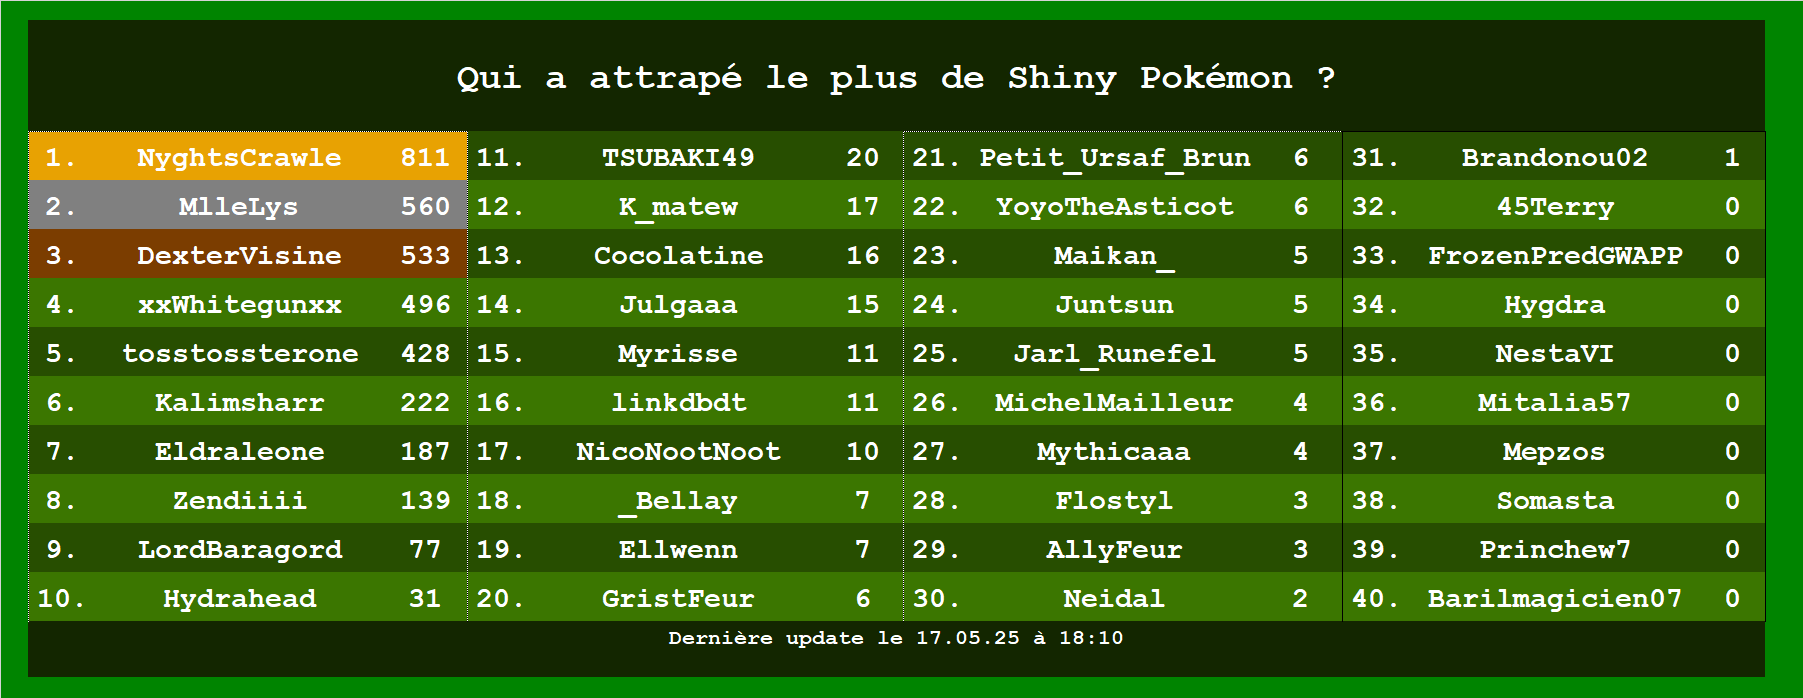 Qui a attrapé le plus de Shiny Pokémon ?
1. NyghtsCrawle 811 11. TSUBAKI49 20 21. Petit_Ursaf_Brun 6 31. Brandonou02 1
2. MlleLys 560 12. K_matew 17 22. YoyoTheAsticot 6 32. 45Terry 0
3. DexterVisine 533 13. Cocolatine 16 23. Maikan_ 5 33. FrozenPredGWAPP 0
4. xxWhitegunxx 496 14. Julgaaa 15 24. Juntsun 5 34. Hygdra 0
5. tosstossterone 428 15. Myrisse 11 25. Jarl_Runefel 5 35. NestaVI 0
6. Kalimsharr 222 16. linkdbdt 11 26. MichelMailleur 4 36. Mitalia57 0
7. Eldraleone 187 17. NicoNootNoot 10 27. Mythicaaa 4 37. Mepzos 0
8. Zendiiii 139 18. _Bellay 7 28. Flostyl 3 38. Somasta 0
9. LordBaragord 77 19. Ellwenn 7 29. AllyFeur 3 39. Princhew7 0
10. Hydrahead 31 20. GristFeur 6 30. Neidal 2 40. Barilmagicien07 0
Dernière update le 17.05.25 à 18:10